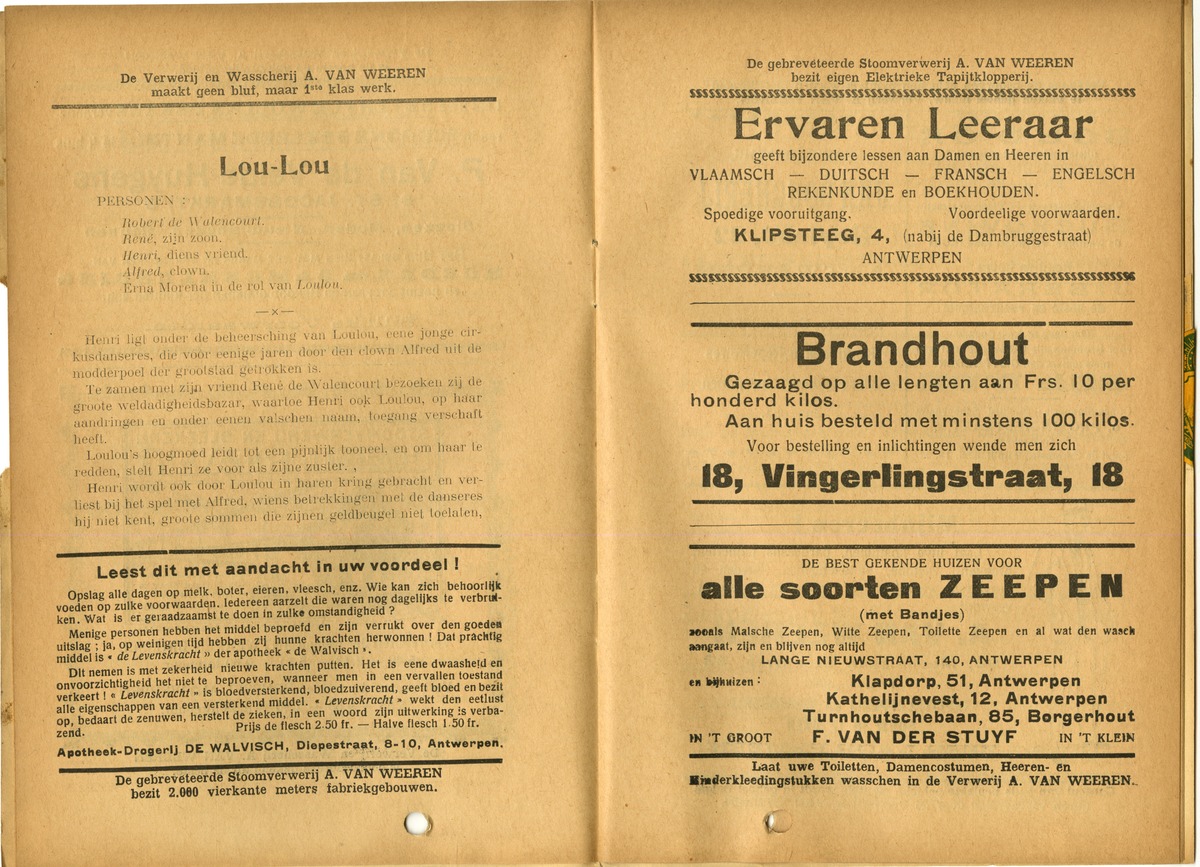 De Verwerij en Wasscherij A. VAN WEEREN
maakt geen bluf, maar 1ste klas werk.
Lou-Lou
PERSONEN :
Robert de Walencourt.
René, zijn zoon.
Henri, diens vriend.
Alfred, clown.
Erna Morena in de rol van Loulou.
—×—
Henri ligt onder de beheersching van Loulou, eene jonge cir-
kusdanseres, die voor eenige jaren door den clown Alfred uit de
modderpoel der grootstad getrokken is.
Te zamen met zijn vriend René de Walencourt bezoeken zij de
groote weldadigheidsbazar, waartoe Henri ook Loulou, op haar
aandringen en onder eenen valschen naam, toegang verschaft
heeft.
Loulou's hoogmoed leidt tot een pijnlijk tooneel, en om haar te
redden, stelt Henri ze voor als zijne zuster. ,
Henri wordt ook door Loulou in haren kring gebracht en ver-
liest bij het spel met Alfred, wiens betrekkingen met de danseres
hij niet kent, groote sommen die zijnen geldbeugel niet toelaten,
Leest dit met aandacht in uw voordeel !
Opslag alle dagen op melk, boter, eieren, vleesch, enz. Wie kan zich behoorlijk
voeden op zulke voorwaarden. Iedereen aarzelt die waren nog dagelijks te verbrui-
ken. Wat is er geraadzaamst te doen in zulke omstandigheid ?
Menige personen hebben het middel beproefd en zijn verrukt over den goeden
uitslag ; ja, op weinigen tijd hebben zij hunne krachten herwonnen ! Dat prachtig
middel is « de Levenskracht » der apotheek « de Walvisch ».
Dit nemen is met zekerheid nieuwe krachten putten. Het is eene dwaasheid en
onvoorzichtigheid het niet te beproeven, wanneer men in een vervallen toestand
verkeert ! « Levenskracht » is bloedversterkend, bloedzuiverend, geeft bloed en bezit
alle eigenschappen van een versterkend middel. « Levenskracht » wekt den eetlust
op, bedaart de zenuwen, herstelt de zieken, in een woord zijn uitwerking is verba-
zend. Prijs de flesch 2.50 fr. — Halve flesch 1.50 fr.
Apotheek-Drogerij DE WALVISCH, Diepestraat, 8-10, Antwerpen.
De gebreveteerde Stoomverwerij A. VAN WEEREN
bezit 2.000 vierkante meters fabriekgebouwen.
De gebreveteerde Stoomverwerij A. VAN WEEREN
bezit eigen Elektrieke Tapijtklopperij.
Ervaren Leeraar
geeft bijzondere lessen aan Damen en Heeren in
VLAAMSCH — DUITSCH — FRANSCH — ENGELSCH
REKENKUNDE en BOEKHOUDEN.
Spoedige vooruitgang. Voordeelige voorwaarden.
KLIPSTEEG, 4, (nabij de Dambruggestraat)
ANTWERPEN
Brandhout
Gezaagd op alle lengten aan Frs. 10 per
honderd kilos.
Aan huis besteld met minstens 100 kilos.
Voor bestelling en inlichtingen wende men zich
18, Vingerlingstraat, 18
DE BEST GEKENDE HUIZEN VOOR
alle soorten ZEEPEN
(met Bandjes)
zooals Malsche Zeepen, Witte Zeepen, Toilette Zeepen en al wat den wasch
aangaat, zijn en blijven nog altijd
LANGE NIEUWSTRAAT, 140, ANTWERPEN
en bijhuizen : Klapdorp, 51, Antwerpen
Kathelijnevest, 12, Antwerpen
Turnhoutschebaan, 85, Borgerhout
IN 'T GROOT F. VAN DER STUYF IN 'T KLEIN
Laat uwe Toiletten, Damencostumen, Heeren- en
Kinderkleedingstukken wasschen in de Verwerij A. VAN WEEREN.